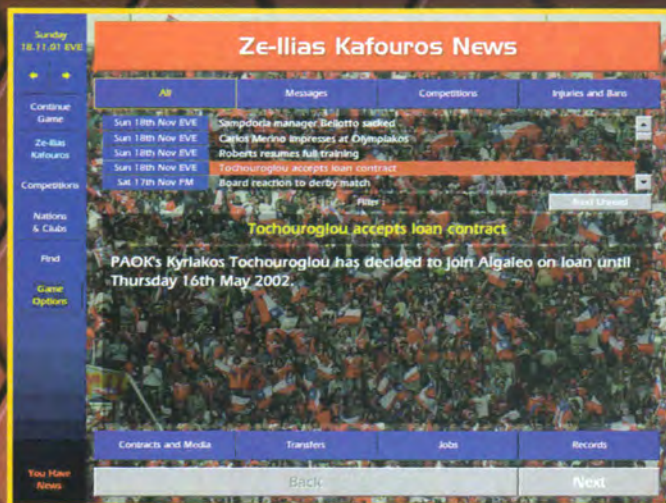 Sunday
18.11.01 EVE
Continue
Game
Ze-Ilias
Kafouros
Competitions
Nations
& Clubs
Find
Game
Options
You Have
News
Ze-Ilias Kafouros News
All Messages Competitions Injuries and Bans
Sun 18th Nov EVE Sampdoria manager Bellotto sacked
Sun 18th Nov EVE Carlos Merino impresses at Olympiakos
Sun 18th Nov EVE Roberts resumes full training
Sun 18th Nov EVE Tochouroglou accepts loan contract
Sat 17th Nov PM Board reaction to derby match
Filter Next Unread
Tochouroglou accepts loan contract
PAOK's Kyriakos Tochouroglou has decided to join Aigaleo on loan until
Thursday 16th May 2002.
Contracts and Media Transfers Jobs Records
Back Next